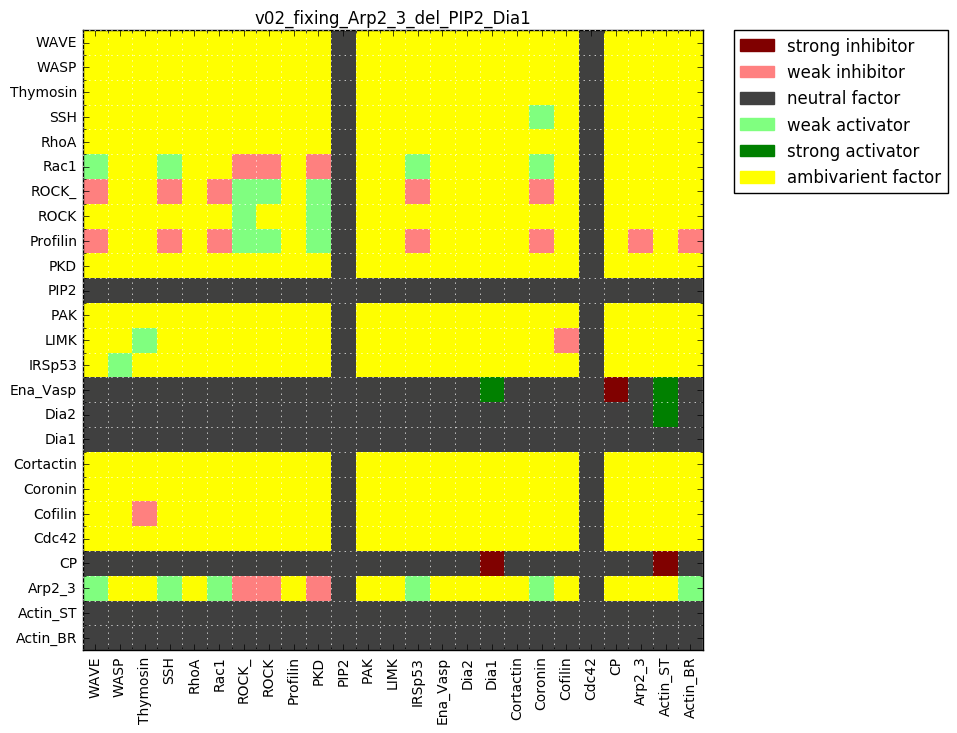 v02_fixing_Arp2_3_del_PIP2_Dia1
WAVE
WASP
Thymosin
SSH
RhoA
Rac1
ROCK_
ROCK
Profilin
PKD
PIP2
PAK
LIMK
IRSp53
Ena_Vasp
Dia2
Dia1
Cortactin
Coronin
Cofilin
Cdc42
CP
Arp2_3
Actin_ST
Actin_BR
WAVE
WASP
Thymosin
SSH
RhoA
Rac1
ROCK_
ROCK
Profilin
PKD
PIP2
PAK
LIMK
IRSp53
Ena_Vasp
Dia2
Dia1
Cortactin
Coronin
Cofilin
Cdc42
CP
Arp2_3
Actin_ST
Actin_BR
strong inhibitor
weak inhibitor
neutral factor
weak activator
strong activator
ambivarient factor